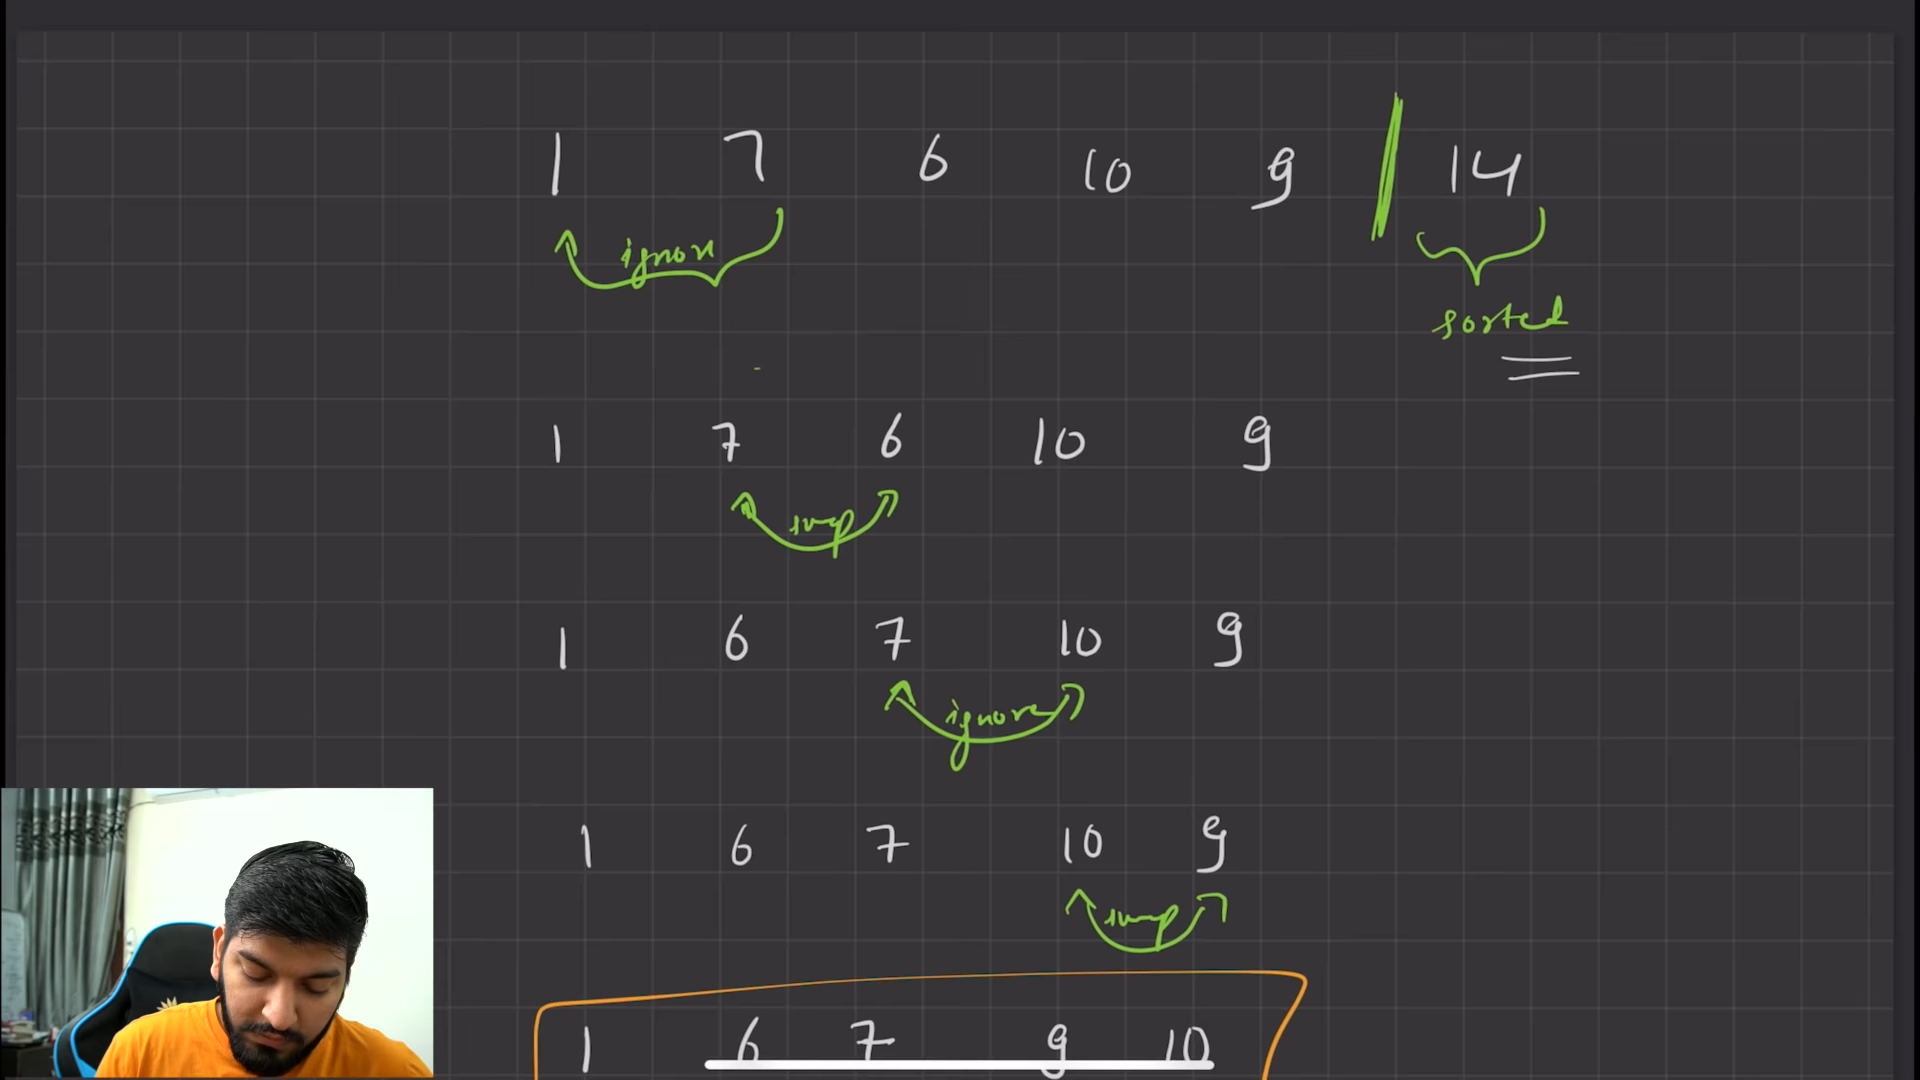 1 7 6 10 9 14
ignore
sorted
1 7 6 10 9
swap
1 6 7 10 9
ignore
1 6 7 10 9
swap
1 6 7 9 10